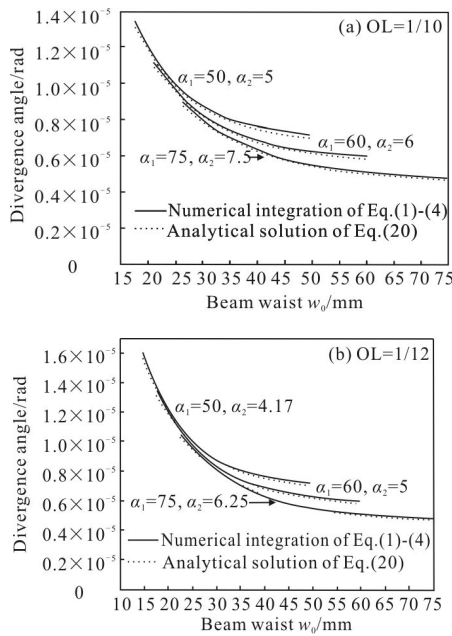 1.4×10⁻⁵
(a) OL=1/10
1.2×10⁻⁵
1.0×10⁻⁵
α₁=50, α₂=5
0.8×10⁻⁵
α₁=60, α₂=6
0.6×10⁻⁵
α₁=75, α₂=7.5
0.4×10⁻⁵
Numerical integration of Eq.(1)-(4)
0.2×10⁻⁵
Analytical solution of Eq.(20)
0
Divergence angle/rad
15 20 25 30 35 40 45 50 55 60 65 70 75
Beam waist w₀/mm
1.6×10⁻⁵
(b) OL=1/12
1.4×10⁻⁵
1.2×10⁻⁵
α₁=50, α₂=4.17
1.0×10⁻⁵
0.8×10⁻⁵
α₁=60, α₂=5
0.6×10⁻⁵
α₁=75, α₂=6.25
0.4×10⁻⁵
Numerical integration of Eq.(1)-(4)
0.2×10⁻⁵
Analytical solution of Eq.(20)
0
Divergence angle/rad
10 15 20 25 30 35 40 45 50 55 60 65 70 75
Beam waist w₀/mm